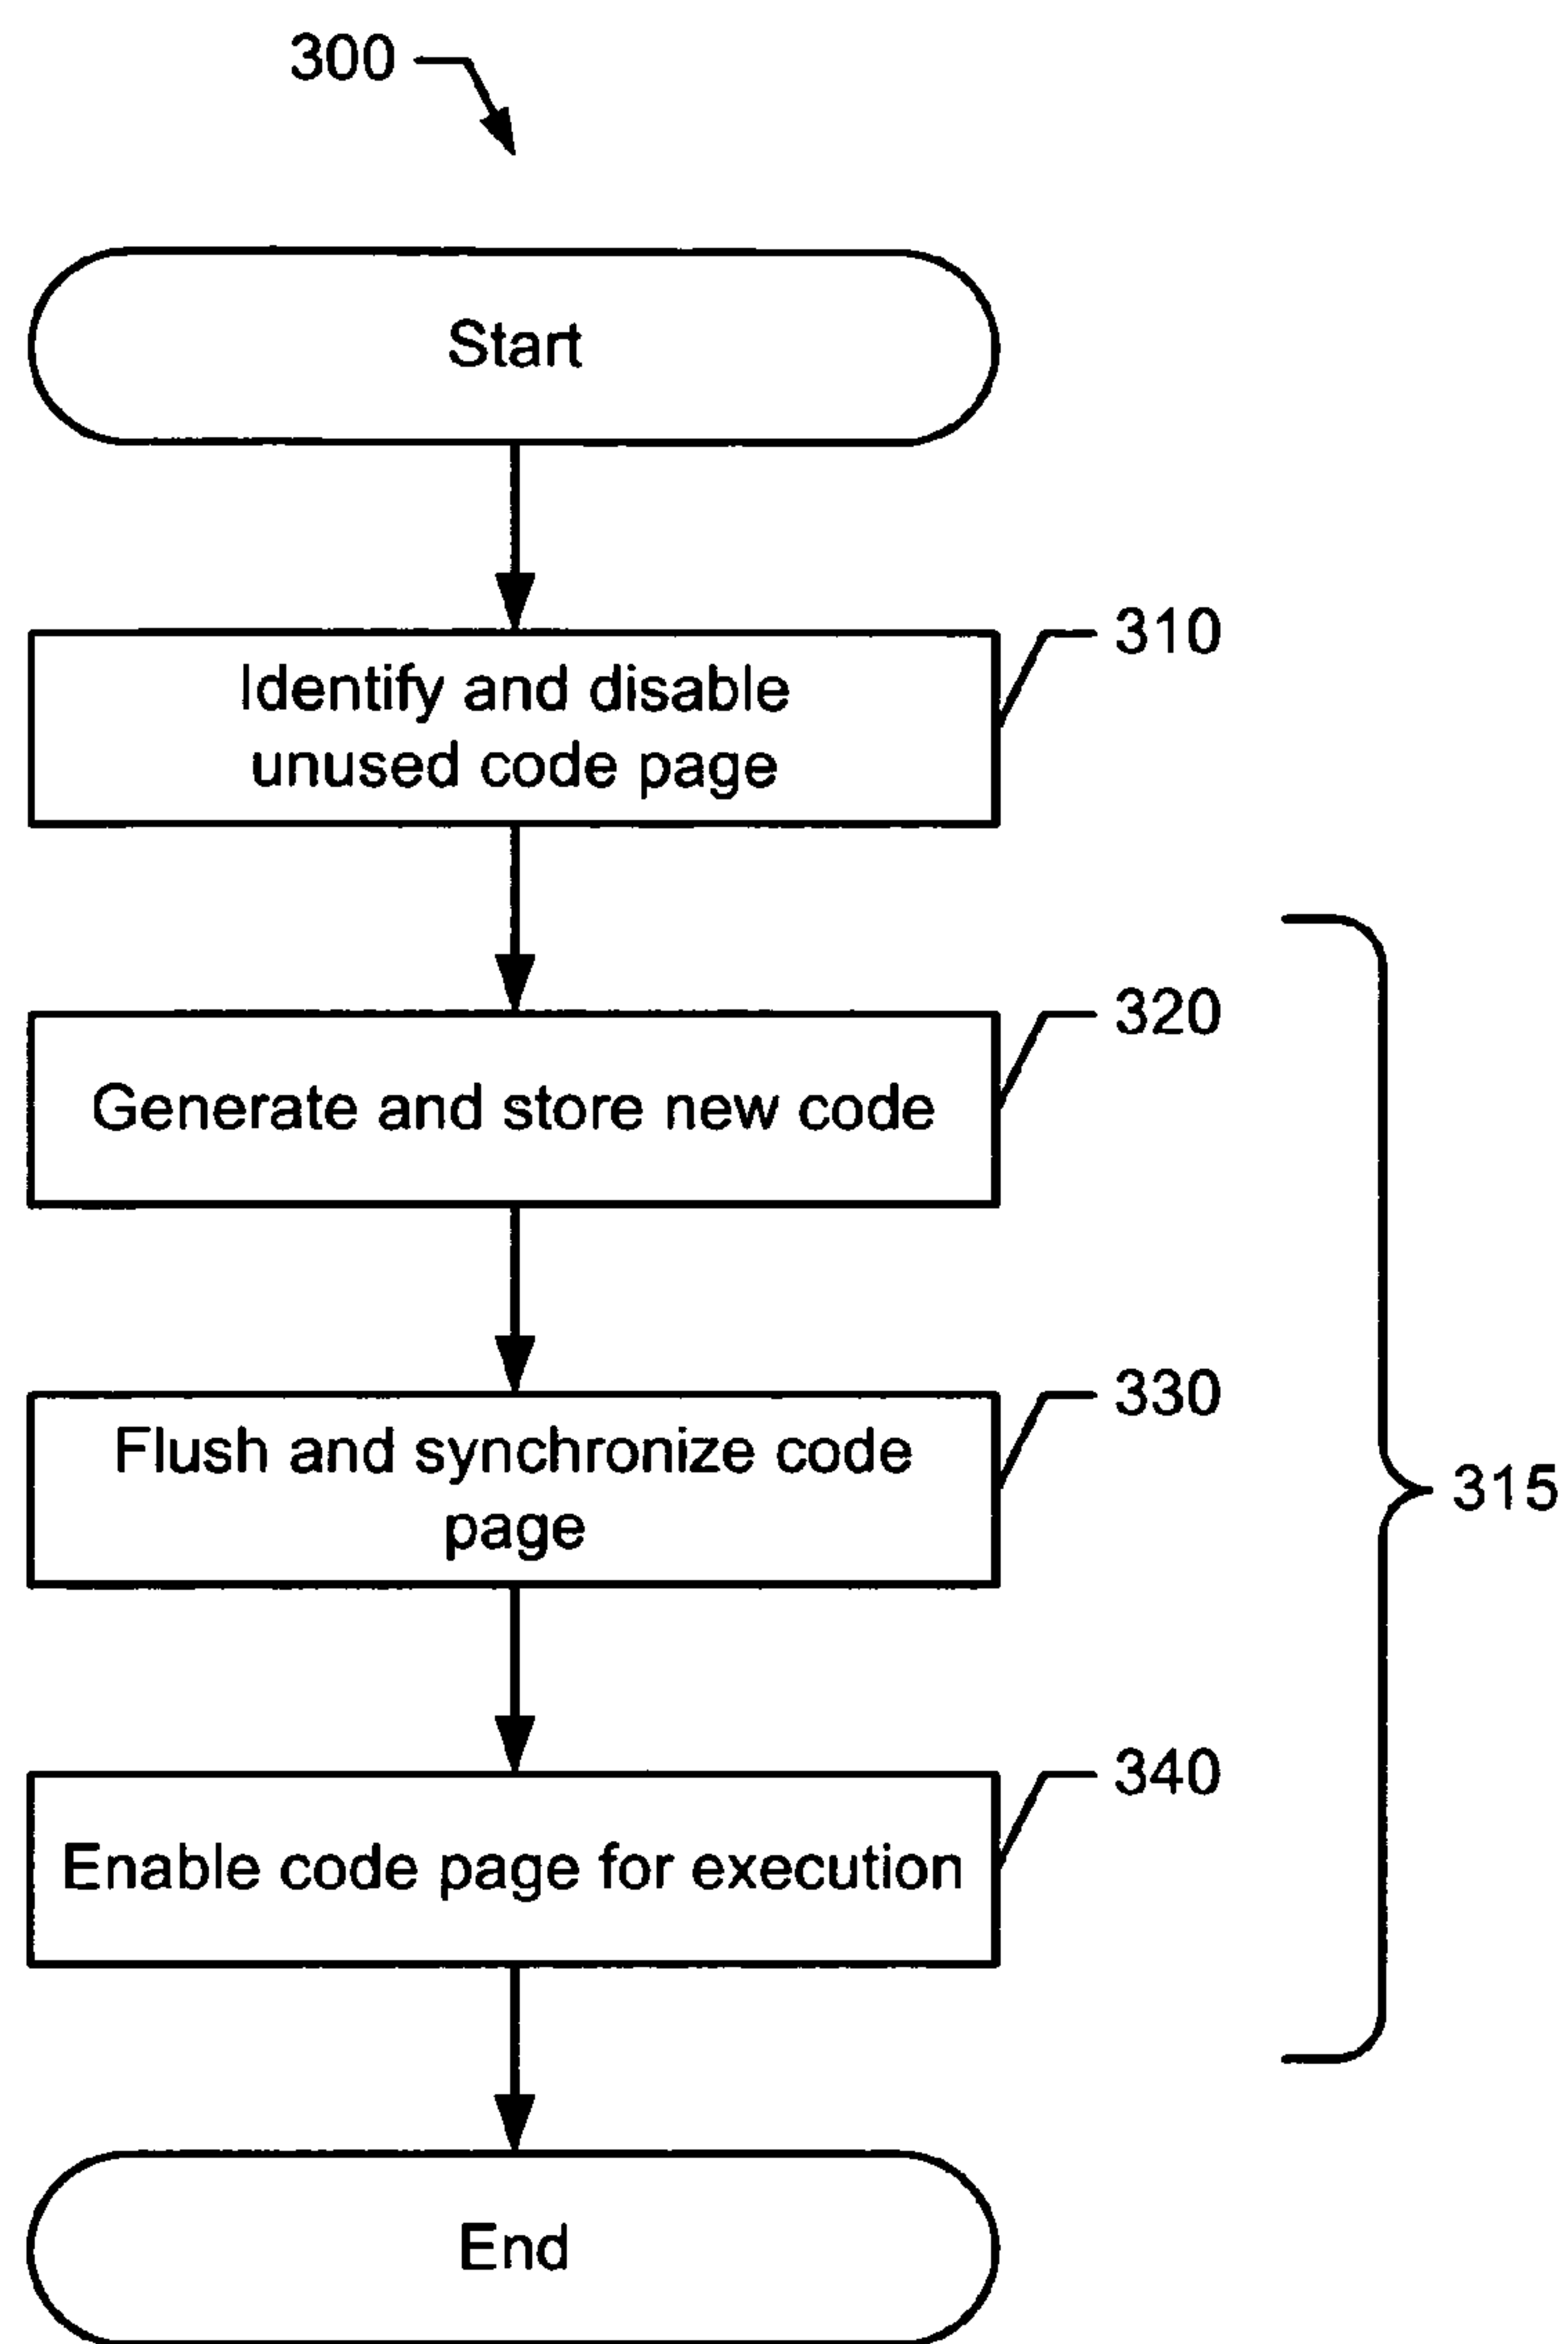 300
Start
310
Identify and disable
unused code page
320
Generate and store new code
330
Flush and synchronize code
page
315
340
Enable code page for execution
End